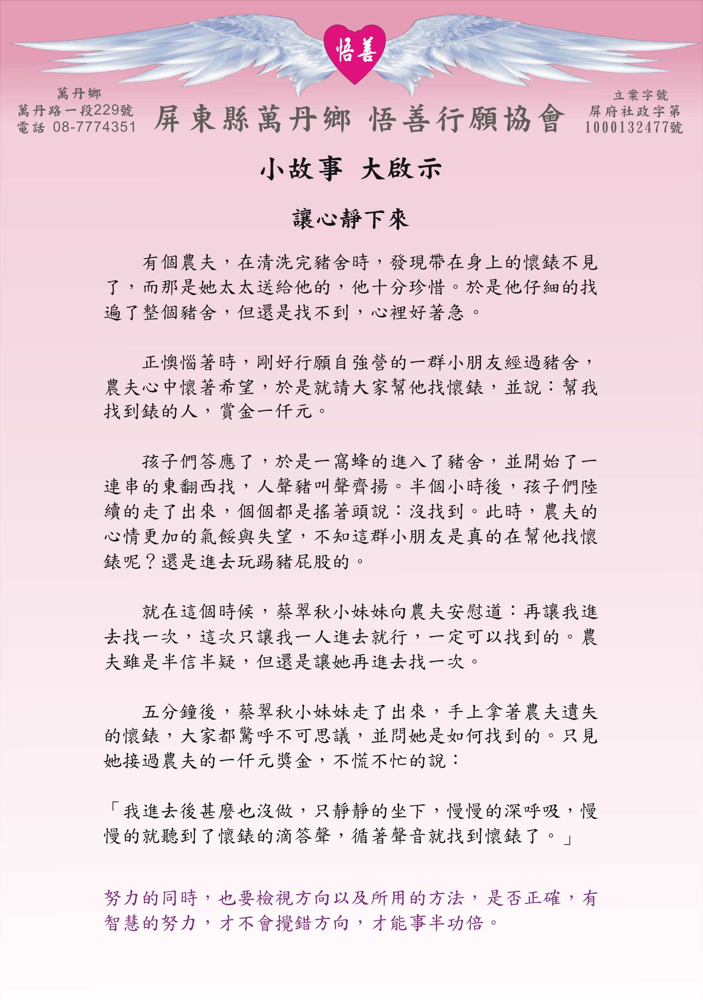 悟善
萬丹鄉
萬丹路一段229號
電話 08-7774351
屏東縣萬丹鄉 悟善行願協會
立案字號
屏府社政字第
1000132477號
小故事 大啟示
讓心靜下來
有個農夫，在清洗完豬舍時，發現帶在身上的懷錶不見
了，而那是她太太送給他的，他十分珍惜。於是他仔細的找
遍了整個豬舍，但還是找不到，心裡好著急。
正懊惱著時，剛好行願自強營的一群小朋友經過豬舍，
農夫心中懷著希望，於是就請大家幫他找懷錶，並說：幫我
找到錶的人，賞金一仟元。
孩子們答應了，於是一窩蜂的進入了豬舍，並開始了一
連串的東翻西找，人聲豬叫聲齊揚。半個小時後，孩子們陸
續的走了出來，個個都是搖著頭說：沒找到。此時，農夫的
心情更加的氣餒與失望，不知這群小朋友是真的在幫他找懷
錶呢？還是進去玩踢豬屁股的。
就在這個時候，蔡翠秋小妹妹向農夫安慰道：再讓我進
去找一次，這次只讓我一人進去就行，一定可以找到的。農
夫雖是半信半疑，但還是讓她再進去找一次。
五分鐘後，蔡翠秋小妹妹走了出來，手上拿著農夫遺失
的懷錶，大家都驚呼不可思議，並問她是如何找到的。只見
她接過農夫的一仟元獎金，不慌不忙的說：
「我進去後甚麼也沒做，只靜靜的坐下，慢慢的深呼吸，慢
慢的就聽到了懷錶的滴答聲，循著聲音就找到懷錶了。」
努力的同時，也要檢視方向以及所用的方法，是否正確，有
智慧的努力，才不會攪錯方向，才能事半功倍。